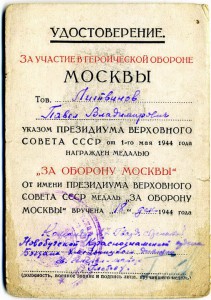 УДОСТОВЕРЕНИЕ.
ЗА УЧАСТИЕ В ГЕРОИЧЕСКОЙ ОБОРОНЕ
МОСКВЫ
Тов. Литвинов
Павел Владимирович
УКАЗОМ ПРЕЗИДИУМА ВЕРХОВНОГО
СОВЕТА СССР от 1-го мая 1944 года
НАГРАЖДЕН МЕДАЛЬЮ
„ЗА ОБОРОНУ МОСКВЫ“
ОТ ИМЕНИ ПРЕЗИДИУМА ВЕРХОВНОГО
СОВЕТА СССР МЕДАЛЬ „ЗА ОБОРОНУ
МОСКВЫ“ ВРУЧЕНА 1944 года
Краснознаменной